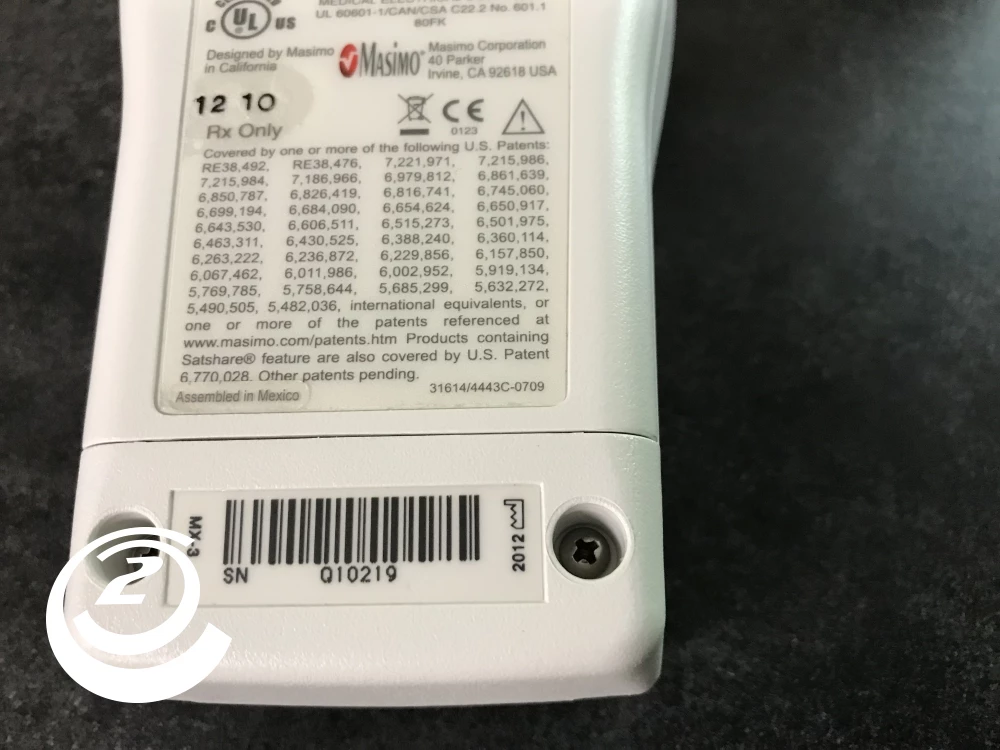 C UL US
UL 60601-1/CAN/CSA C22.2 No. 601.1
80FK
Designed by Masimo
in California
MASIMO
Masimo Corporation
40 Parker
Irvine, CA 92618 USA
12 10
Rx Only
CE
0123
Covered by one or more of the following U.S. Patents:
RE38,492, RE38,476, 7,221,971, 7,215,986,
7,215,984, 7,186,966, 6,979,812, 6,861,639,
6,850,787, 6,826,419, 6,816,741, 6,745,060,
6,699,194, 6,684,090, 6,654,624, 6,650,917,
6,643,530, 6,606,511, 6,515,273, 6,501,975,
6,463,311, 6,430,525, 6,388,240, 6,360,114,
6,263,222, 6,236,872, 6,229,856, 6,157,850,
6,067,462, 6,011,986, 6,002,952, 5,919,134,
5,769,785, 5,758,644, 5,685,299, 5,632,272,
5,490,505, 5,482,036, international equivalents, or
one or more of the patents referenced at
www.masimo.com/patents.htm Products containing
Satshare® feature are also covered by U.S. Patent
6,770,028. Other patents pending.
Assembled in Mexico
31614/4443C-0709
MX-3
SN Q10219
2012
2